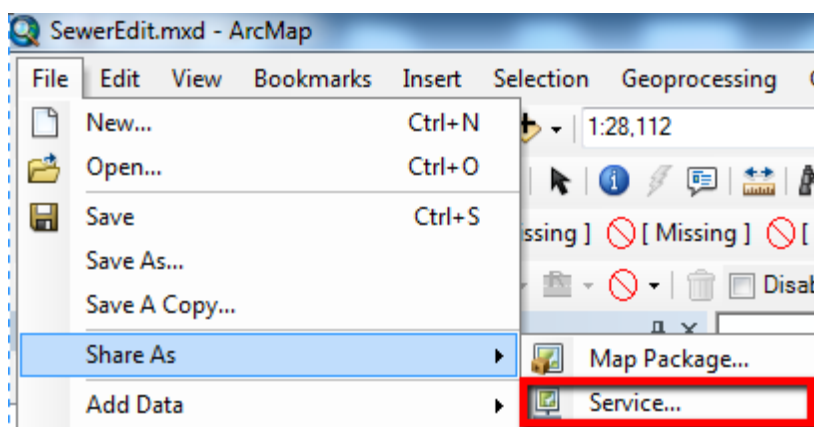 SewerEdit.mxd - ArcMap
File Edit View Bookmarks Insert Selection Geoprocessing
New... Ctrl+N
1:28,112
Open... Ctrl+O
Save Ctrl+S
issing ] [ Missing ] [
Save As...
Disab
Save A Copy...
Share As
Map Package...
Add Data
Service...